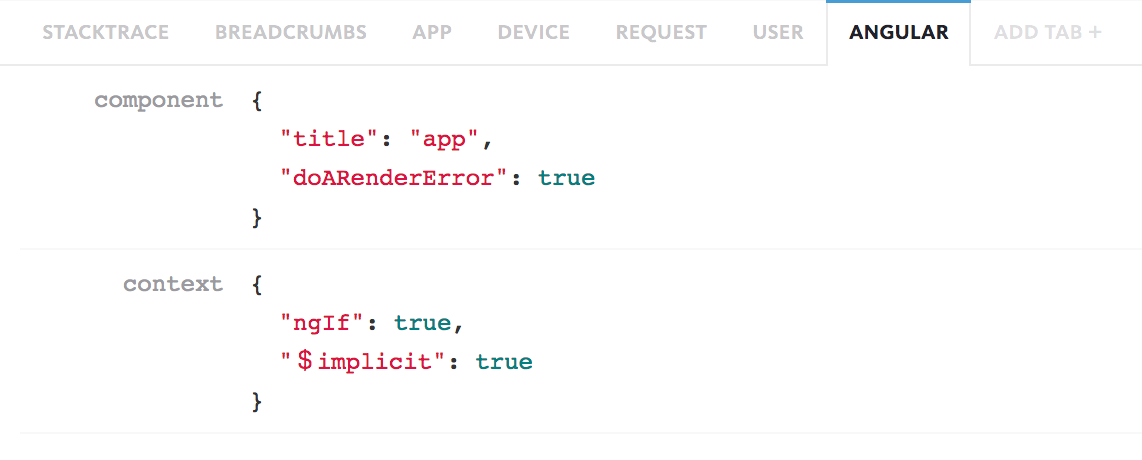 STACKTRACE BREADCRUMBS APP DEVICE REQUEST USER ANGULAR ADD TAB +
component {
"title": "app",
"doARenderError": true
}
context {
"ngIf": true,
"$implicit": true
}